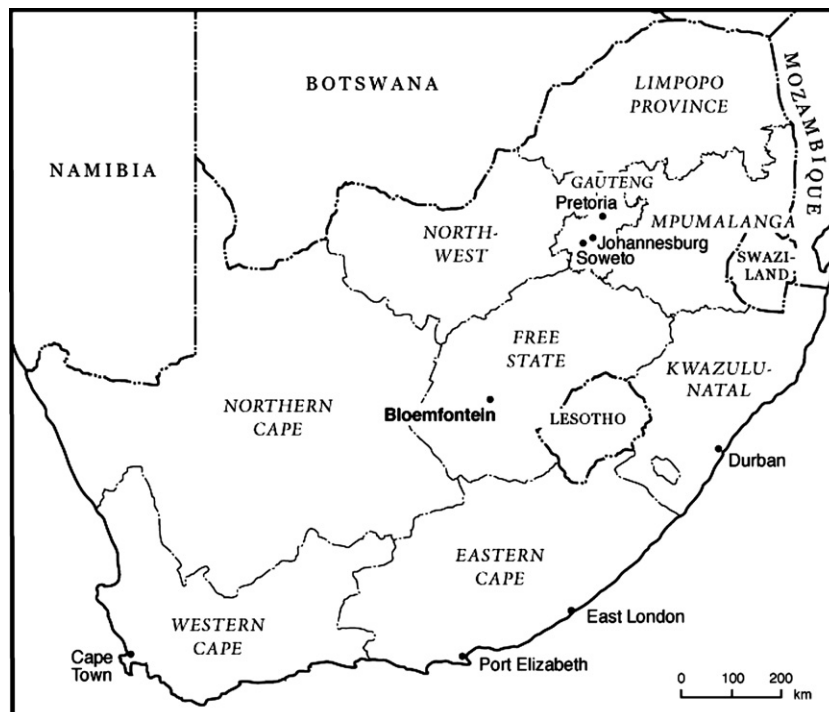 LIMPOPO
PROVINCE
MOZAMBIQUE
BOTSWANA
NAMIBIA
GAUTENG
Pretoria
MPUMALANGA
NORTH-
WEST
Johannesburg
Soweto
SWAZI-
LAND
FREE
STATE
KWAZULU-
NATAL
NORTHERN
CAPE
Bloemfontein
LESOTHO
Durban
EASTERN
CAPE
East London
WESTERN
CAPE
Cape
Town
Port Elizabeth
0 100 200
km